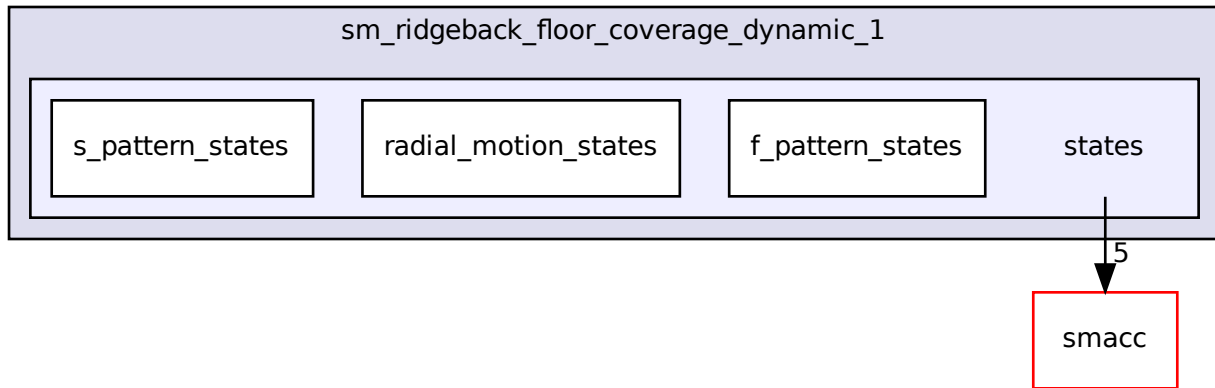 sm_ridgeback_floor_coverage_dynamic_1
s_pattern_states
radial_motion_states
f_pattern_states
states
5
smacc